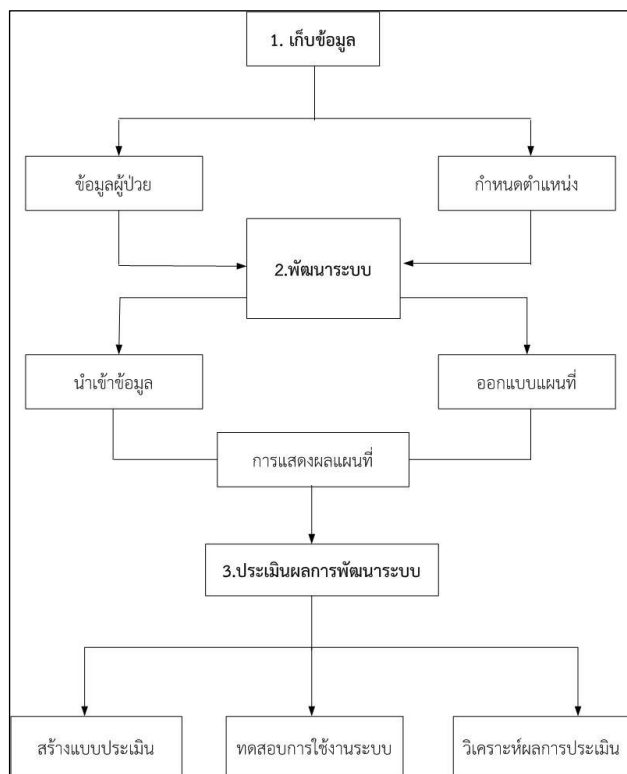 1. เก็บข้อมูล
ข้อมูลผู้ป่วย
กำหนดตำแหน่ง
2.พัฒนาระบบ
นำเข้าข้อมูล
ออกแบบแผนที่
การแสดงผลแผนที่
3.ประเมินผลการพัฒนาระบบ
สร้างแบบประเมิน
ทดสอบการใช้งานระบบ
วิเคราะห์ผลการประเมิน